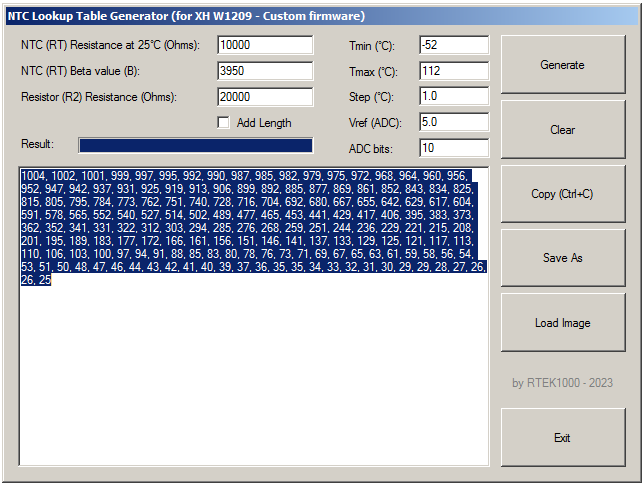 NTC Lookup Table Generator (for XH W1209 - Custom firmware)
NTC (RT) Resistance at 25°C (Ohms): 10000 Tmin (°C): -52
Generate
NTC (RT) Beta value (B): 3950 Tmax (°C): 112
Resistor (R2) Resistance (Ohms): 20000 Step (°C): 1.0
Clear
Add Length Vref (ADC): 5.0
Result: ADC bits: 10
1004, 1002, 1001, 999, 997, 995, 992, 990, 987, 985, 982, 979, 975, 972, 968, 964, 960, 956,
952, 947, 942, 937, 931, 925, 919, 913, 906, 899, 892, 885, 877, 869, 861, 852, 843, 834, 825,
815, 805, 795, 784, 773, 762, 751, 740, 728, 716, 704, 692, 680, 667, 655, 642, 629, 617, 604,
591, 578, 565, 552, 540, 527, 514, 502, 489, 477, 465, 453, 441, 429, 417, 406, 395, 383, 373,
362, 352, 341, 331, 322, 312, 303, 294, 285, 276, 268, 259, 251, 244, 236, 229, 221, 215, 208,
201, 195, 189, 183, 177, 172, 166, 161, 156, 151, 146, 141, 137, 133, 129, 125, 121, 117, 113,
110, 106, 103, 100, 97, 94, 91, 88, 85, 83, 80, 78, 76, 73, 71, 69, 67, 65, 63, 61, 59, 58, 56, 54,
53, 51, 50, 48, 47, 46, 44, 43, 42, 41, 40, 39, 37, 36, 35, 35, 34, 33, 32, 31, 30, 29, 29, 28, 27, 26,
26, 25
Copy (Ctrl+C)
Save As
Load Image
by RTEK1000 - 2023
Exit